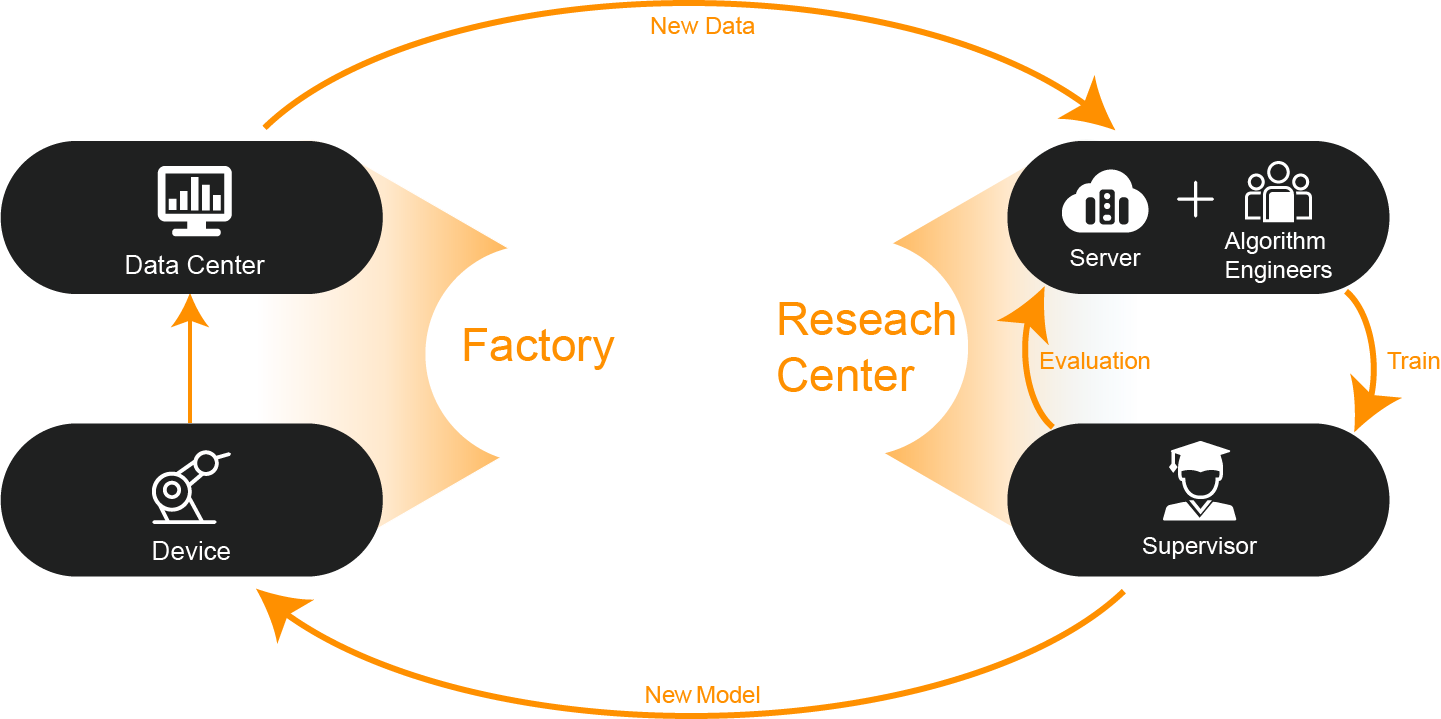 New Data
Data Center
Server
Algorithm
Engineers
Factory
Reseach
Center
Evaluation
Train
Device
Supervisor
New Model